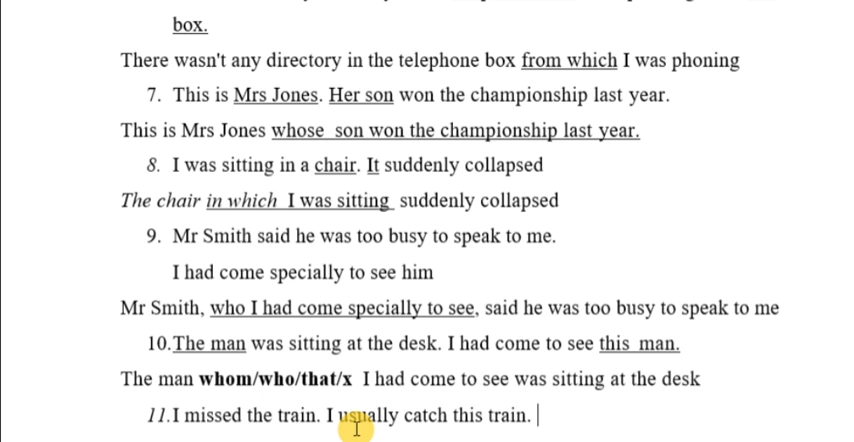 box.
There wasn't any directory in the telephone box from which I was phoning
7. This is Mrs Jones. Her son won the championship last year.
This is Mrs Jones whose son won the championship last year.
8. I was sitting in a chair. It suddenly collapsed
The chair in which I was sitting suddenly collapsed
9. Mr Smith said he was too busy to speak to me.
I had come specially to see him
Mr Smith, who I had come specially to see, said he was too busy to speak to me
10.The man was sitting at the desk. I had come to see this man.
The man whom/who/that/x I had come to see was sitting at the desk
11.I missed the train. I usually catch this train.